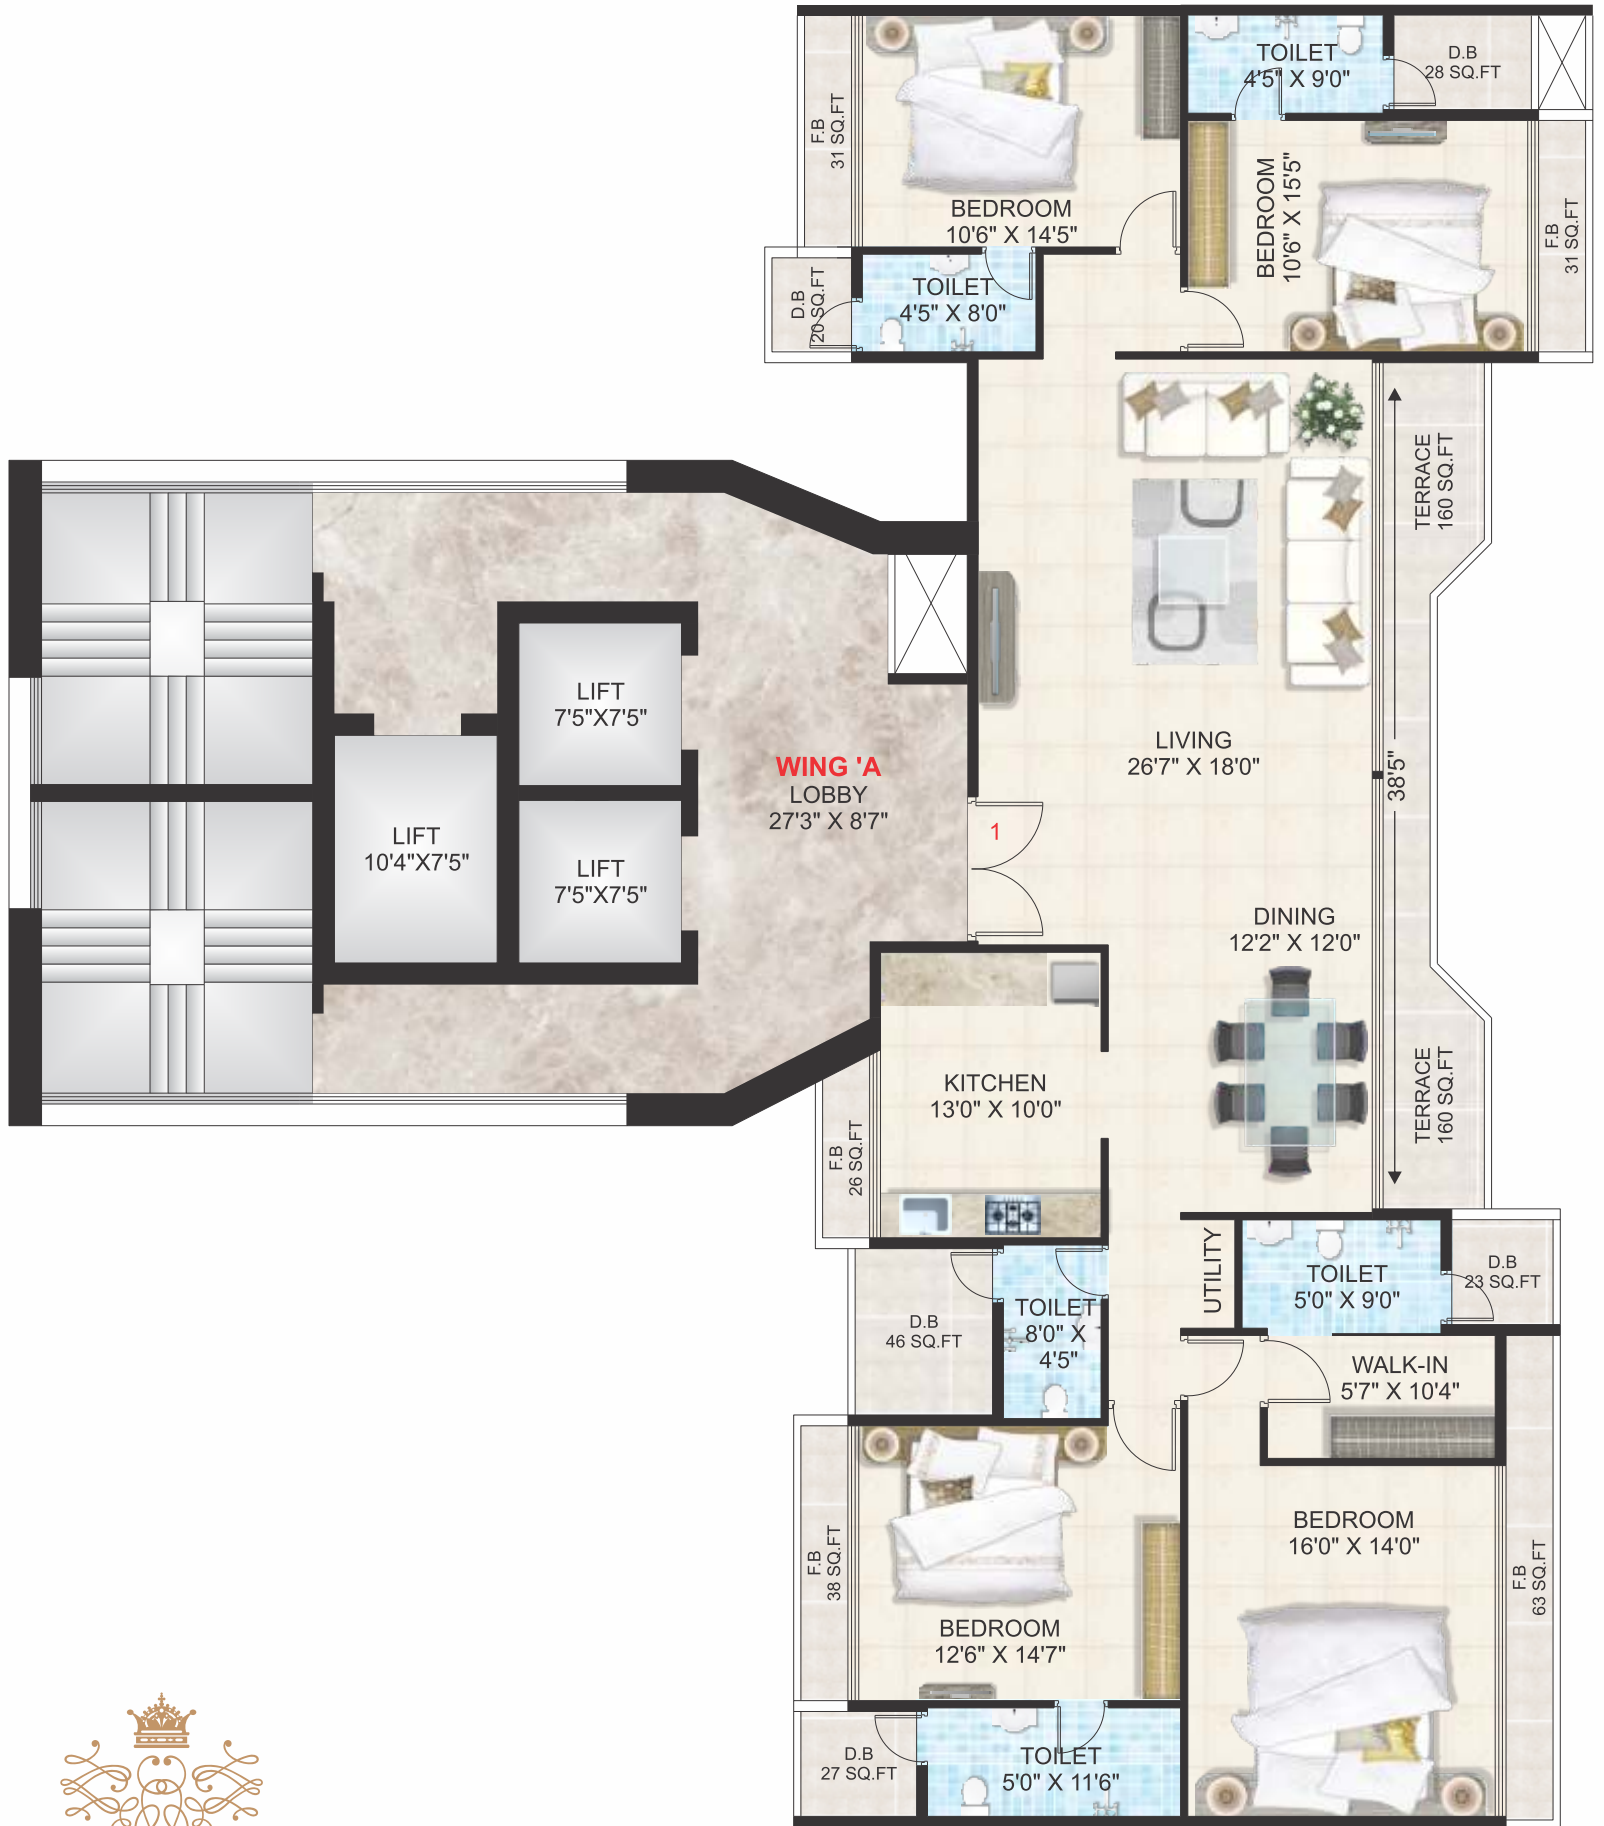 TOILET
4'5" X 9'0"
D.B
28 SQ.FT
F.B
31 SQ.FT
BEDROOM
10'6" X 14'5"
BEDROOM
10'6" X 15'5"
F.B
31 SQ.FT
D.B
20 SQ.FT
TOILET
4'5" X 8'0"
TERRACE
160 SQ.FT
LIFT
7'5"X7'5"
LIVING
26'7" X 18'0"
38'5"
WING 'A
LOBBY
27'3" X 8'7"
1
LIFT
10'4"X7'5"
LIFT
7'5"X7'5"
DINING
12'2" X 12'0"
KITCHEN
13'0" X 10'0"
TERRACE
160 SQ.FT
F.B
26 SQ.FT
UTILITY
TOILET
5'0" X 9'0"
D.B
23 SQ.FT
D.B
46 SQ.FT
TOILET
8'0" X
4'5"
WALK-IN
5'7" X 10'4"
F.B
38 SQ.FT
BEDROOM
16'0" X 14'0"
F.B
63 SQ.FT
BEDROOM
12'6" X 14'7"
D.B
27 SQ.FT
TOILET
5'0" X 11'6"